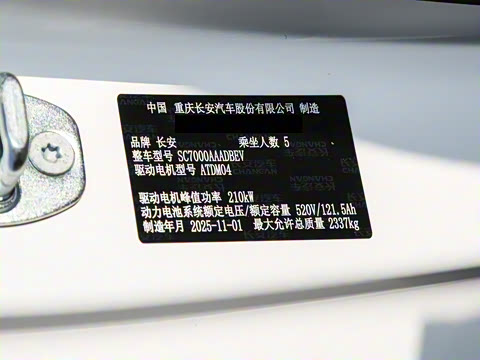 中国 重庆长安汽车股份有限公司 制造
品牌 长安 乘坐人数 5
整车型号 SC7000AAADBEV
驱动电机型号 ATDM04
驱动电机峰值功率 210kW
动力电池系统额定电压/额定容量 520V/121.5Ah
制造年月 2025-11-01 最大允许总质量 2337kg